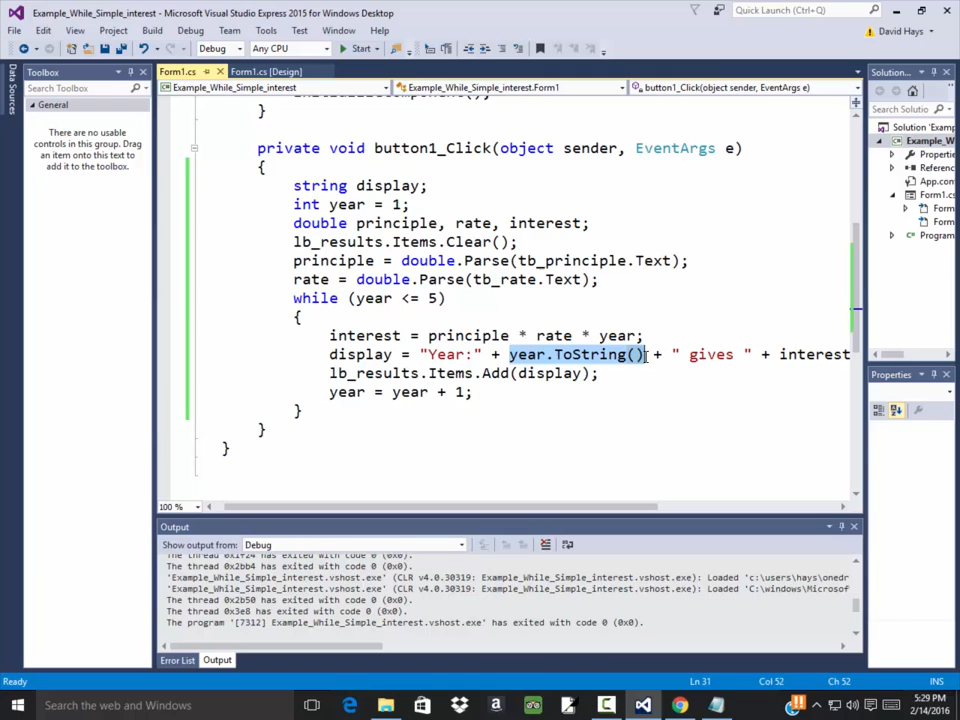 Example_While_Simple_interest - Microsoft Visual Studio Express 2015 for Windows Desktop
Quick Launch (Ctrl+Q)
File Edit View Project Build Debug Team Tools Test Window Help
David Hays
Debug Any CPU Start
Data Sources
Toolbox
Search Toolbox
General
There are no usable
controls in this group. Drag
an item onto this text to
add it to the toolbox.
Form1.cs Form1.cs [Design]
Example_While_Simple_interest Example_While_Simple_interest.Form1 button1_Click(object sender, EventArgs e)
}
private void button1_Click(object sender, EventArgs e)
{
string display;
int year = 1;
double principle, rate, interest;
lb_results.Items.Clear();
principle = double.Parse(tb_principle.Text);
rate = double.Parse(tb_rate.Text);
while (year <= 5)
{
interest = principle * rate * year;
display = "Year:" + year.ToString() + " gives " + interest
lb_results.Items.Add(display);
year = year + 1;
}
}
}
100 %
Output
Show output from: Debug
The thread 0x2bb4 has exited with code 0 (0x0).
'Example_While_Simple_interest.vshost.exe' (CLR v4.0.30319: Example_While_Simple_interest.vshost.exe): Loaded 'c:\users\hays\onedr
'Example_While_Simple_interest.vshost.exe' (CLR v4.0.30319: Example_While_Simple_interest.vshost.exe): Loaded 'C:\windows\Microsof
The thread 0x2b50 has exited with code 0 (0x0).
The thread 0x3e8 has exited with code 0 (0x0).
The program '[7312] Example_While_Simple_interest.vshost.exe' has exited with code 0 (0x0).
Error List Output
Solution...
Search Solutio
Solution 'Examp
Example_W
Properti
Referenc
App.con
Form1.c
Form
Form
Program
Properties
Ready Ln 31 Col 52 Ch 52 INS
Search the web and Windows
5:29 PM
2/14/2016